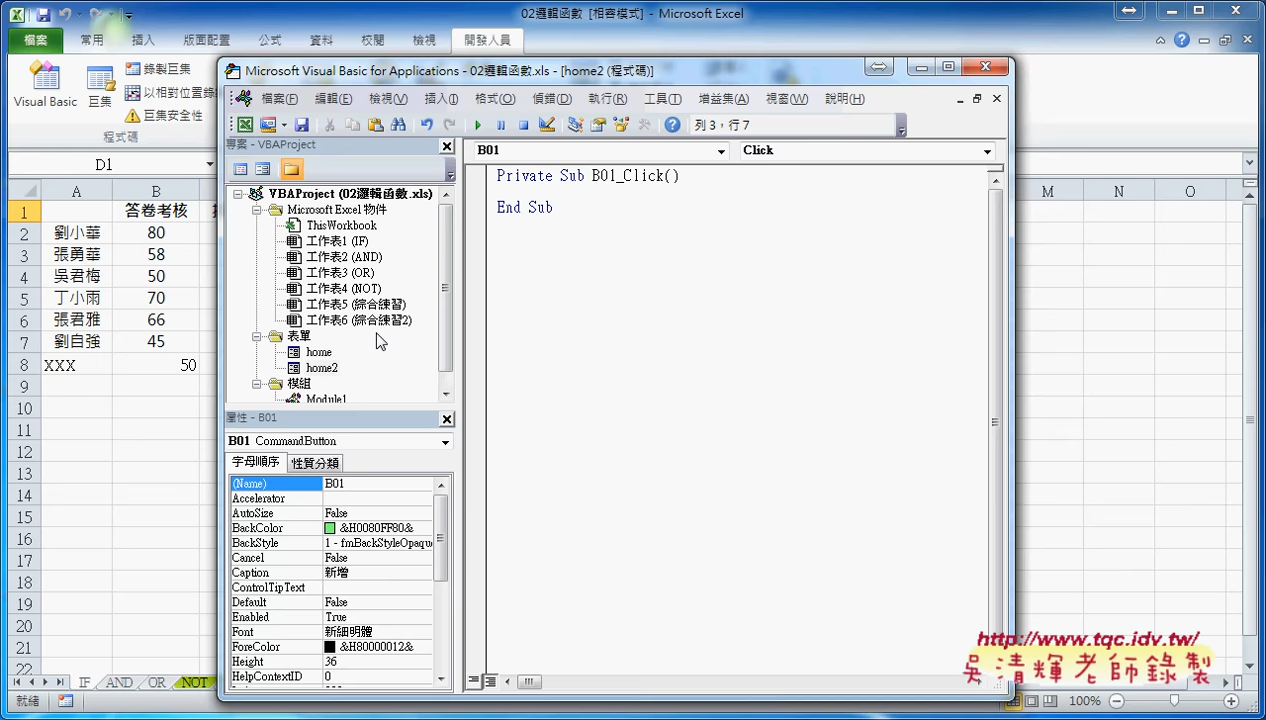 02邏輯函數 [相容模式] - Microsoft Excel
檔案 常用 插入 版面配置 公式 資料 校閱 檢視 開發人員
Visual Basic
巨集
錄製巨集
以相對位置錄
巨集安全性
程式碼
D1
A B M N O
1 答卷考核
2 劉小華 80
3 張勇華 58
4 吳君梅 50
5 丁小雨 70
6 張君雅 66
7 劉自強 45
8 XXX 50
9
10
11
12
13
14
15
16
17
18
19
20
21
22
IF AND OR NOT
就緒
100%
Microsoft Visual Basic for Applications - 02邏輯函數.xls - [home2 (程式碼)]
檔案(F) 編輯(E) 檢視(V) 插入(I) 格式(O) 偵錯(D) 執行(R) 工具(T) 增益集(A) 視窗(W) 說明(H)
列 3，行 7
專案 - VBAProject
VBAProject (02邏輯函數.xls)
Microsoft Excel 物件
ThisWorkbook
工作表1 (IF)
工作表2 (AND)
工作表3 (OR)
工作表4 (NOT)
工作表5 (綜合練習)
工作表6 (綜合練習2)
表單
home
home2
模組
Module1
屬性 - B01
B01 CommandButton
字母順序 性質分類
(Name) B01
Accelerator
AutoSize False
BackColor &H0080FF80&
BackStyle 1 - fmBackStyleOpaqu
Cancel False
Caption 新增
ControlTipText
Default False
Enabled True
Font 新細明體
ForeColor &H80000012&
Height 36
HelpContextID 0
B01 Click
Private Sub B01_Click()
End Sub
http://www.tqc.idv.tw/
吳清輝老師錄製